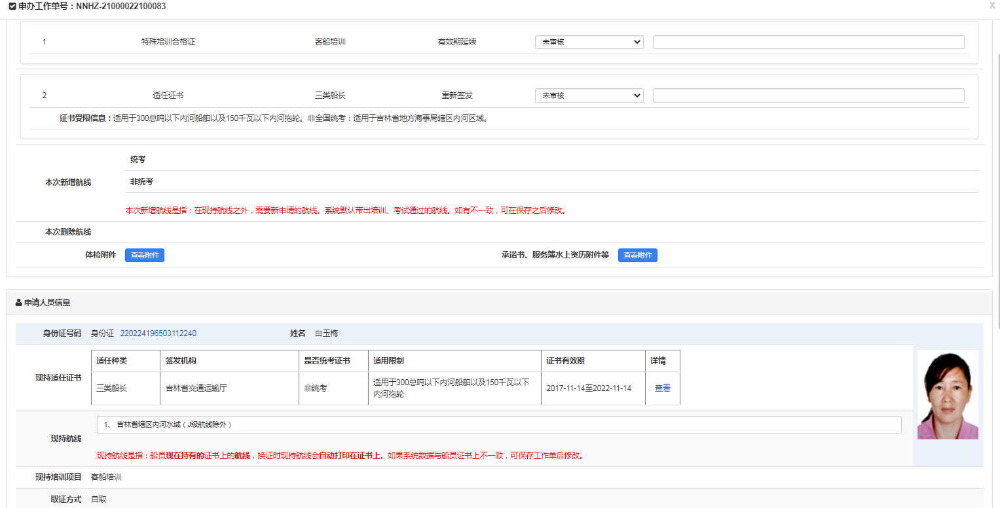 申办工作单号：NNHZ-21000022100083
X
1 特殊培训合格证 客船培训 有效期延续 未审核
2 适任证书 三类船长 重新签发 未审核
证书受限信息：适用于300总吨以下内河船舶以及150千瓦以下内河拖轮。非全国统考：适用于吉林省地方海事局辖区内河区域。
统考
本次新增航线
非统考
本次新增航线是指：在现持航线之外，需要新申请的航线。系统默认带出培训、考试通过的航线。如有不一致，可在保存之后修改。
本次删除航线
体检附件 查看附件 承诺书、服务簿水上资历附件等 查看附件
申请人员信息
身份证号码 身份证 220224196503112240 姓名 白玉梅
现持适任证书
适任种类 签发机构 是否统考证书 适用限制 证书有效期 详情
三类船长 吉林省交通运输厅 非统考 适用于300总吨以下内河船舶以及150千瓦以下内河拖轮 2017-11-14至2022-11-14 查看
现持航线
1、 吉林省辖区内河水域（J级航线除外）
现持航线是指：船员现在持有的证书上的航线，换证时现持航线会自动打印在证书上。如果系统数据与船员证书上不一致，可保存工作单后修改。
现持培训项目 客船培训
取证方式 自取